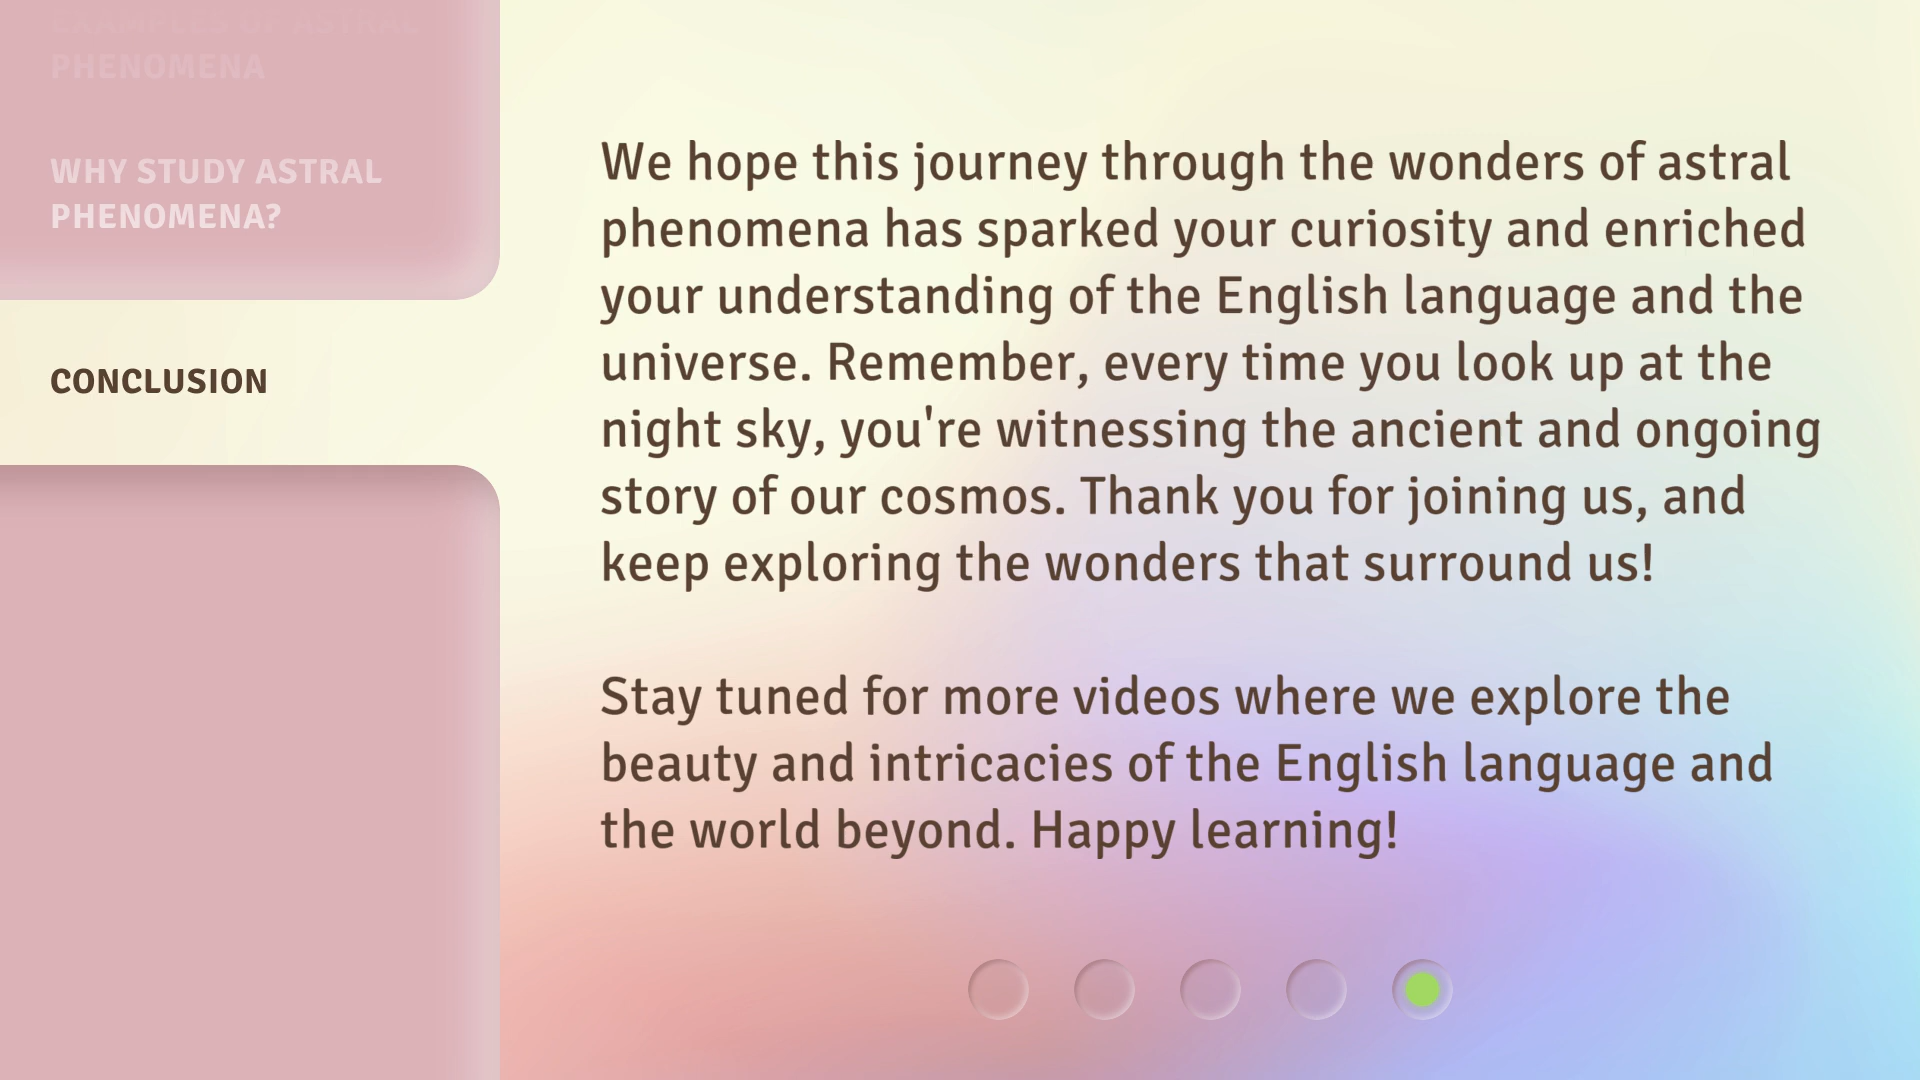 EXAMPLES OF ASTRAL
PHENOMENA
WHY STUDY ASTRAL
PHENOMENA?
CONCLUSION
We hope this journey through the wonders of astral
phenomena has sparked your curiosity and enriched
your understanding of the English language and the
universe. Remember, every time you look up at the
night sky, you're witnessing the ancient and ongoing
story of our cosmos. Thank you for joining us, and
keep exploring the wonders that surround us!
Stay tuned for more videos where we explore the
beauty and intricacies of the English language and
the world beyond. Happy learning!